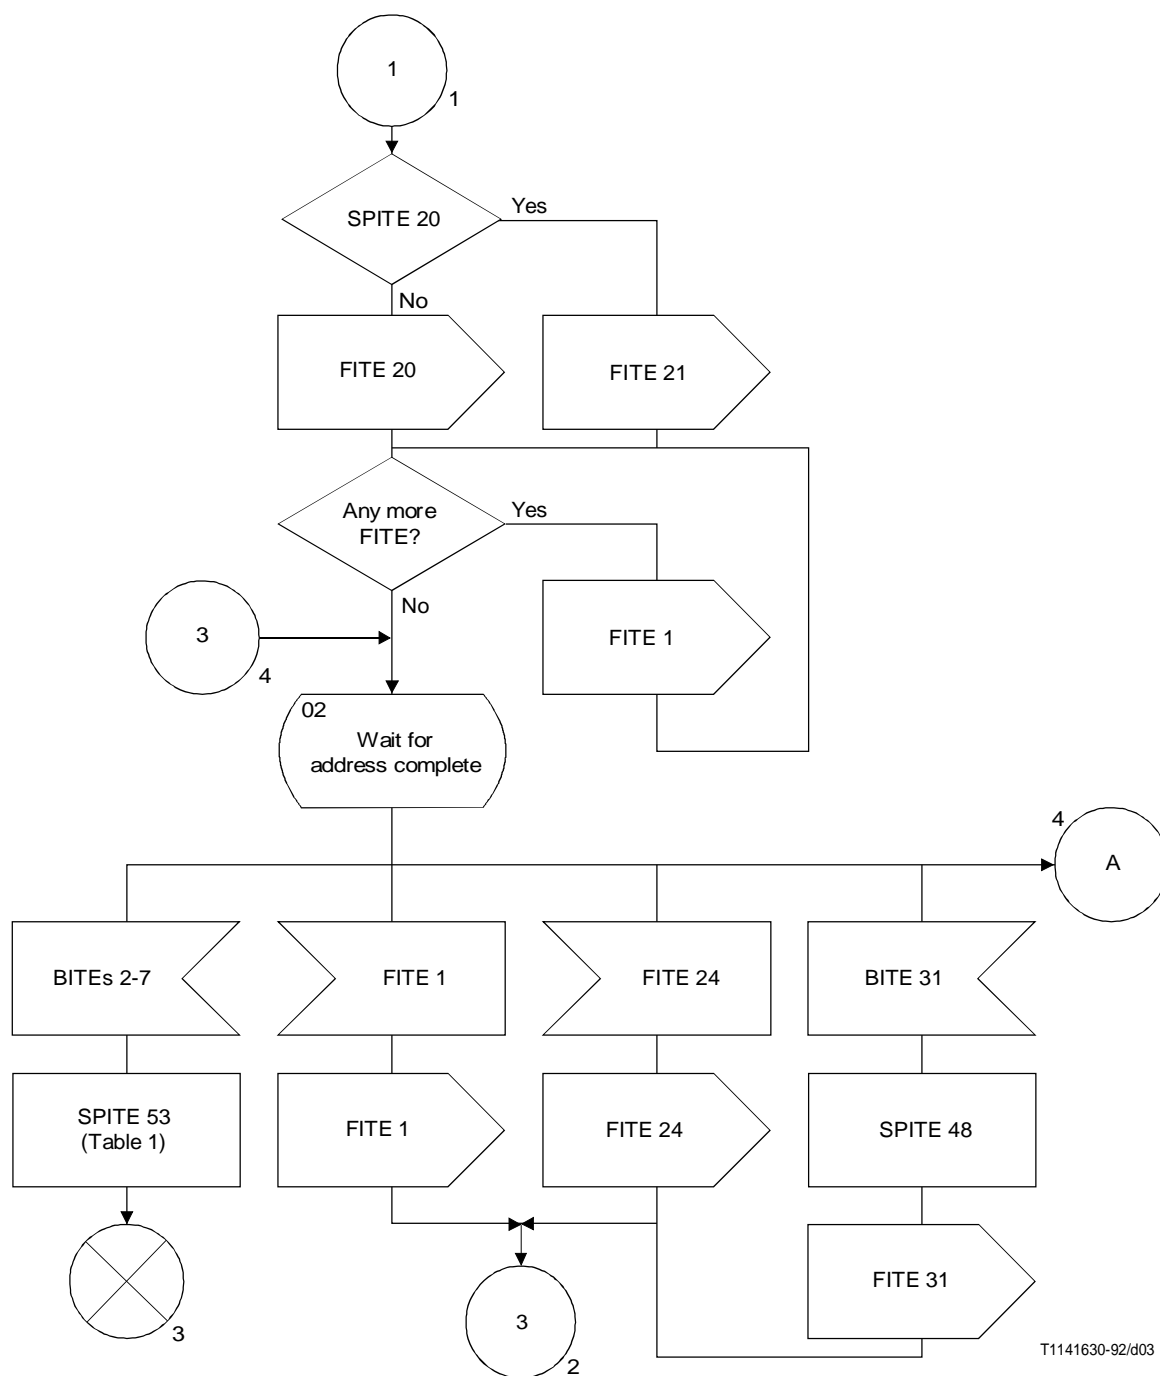 1
1
SPITE 20
Yes
No
FITE 20
FITE 21
Any more
FITE?
Yes
No
3
4
FITE 1
02
Wait for
address complete
4
A
BITEs 2-7
FITE 1
FITE 24
BITE 31
SPITE 53
(Table 1)
FITE 1
FITE 24
SPITE 48
3
3
2
FITE 31
T1141630-92/d03